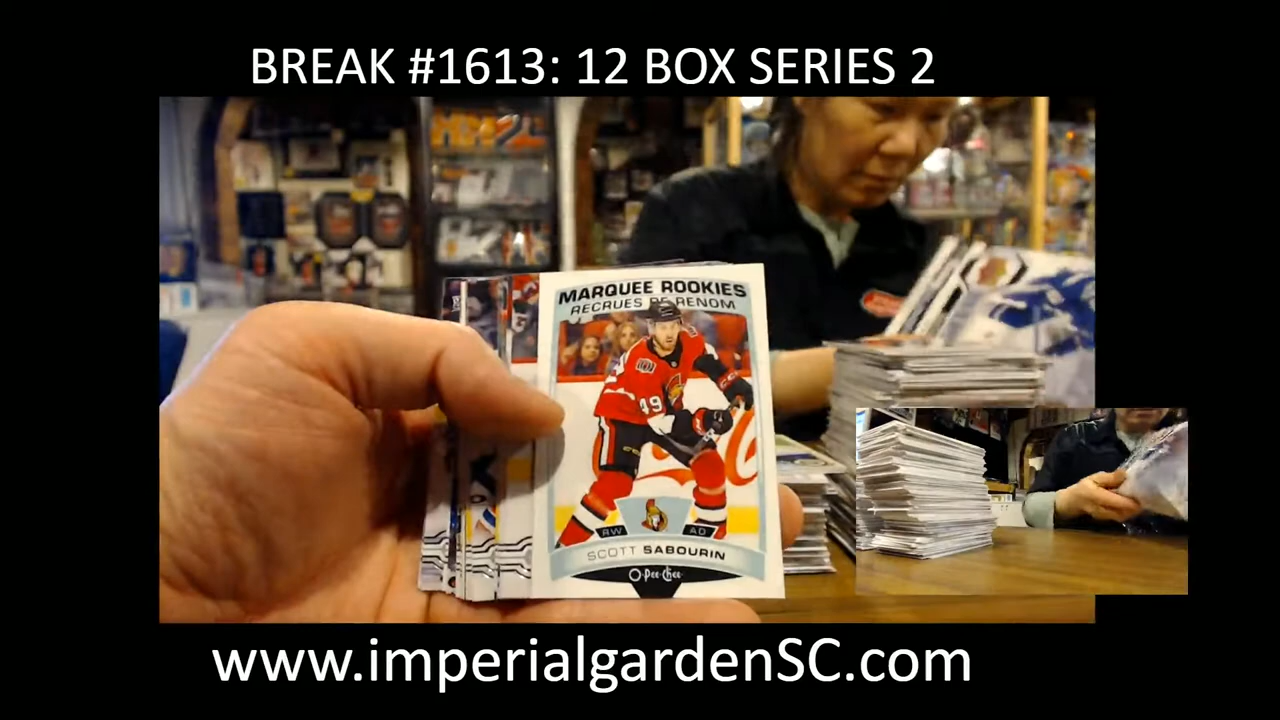 BREAK #1613: 12 BOX SERIES 2
MARQUEE ROOKIES
RECRUES DE RENOM
49
RW AD
SCOTT SABOURIN
O-Pee-Chee
www.imperialgardenSC.com